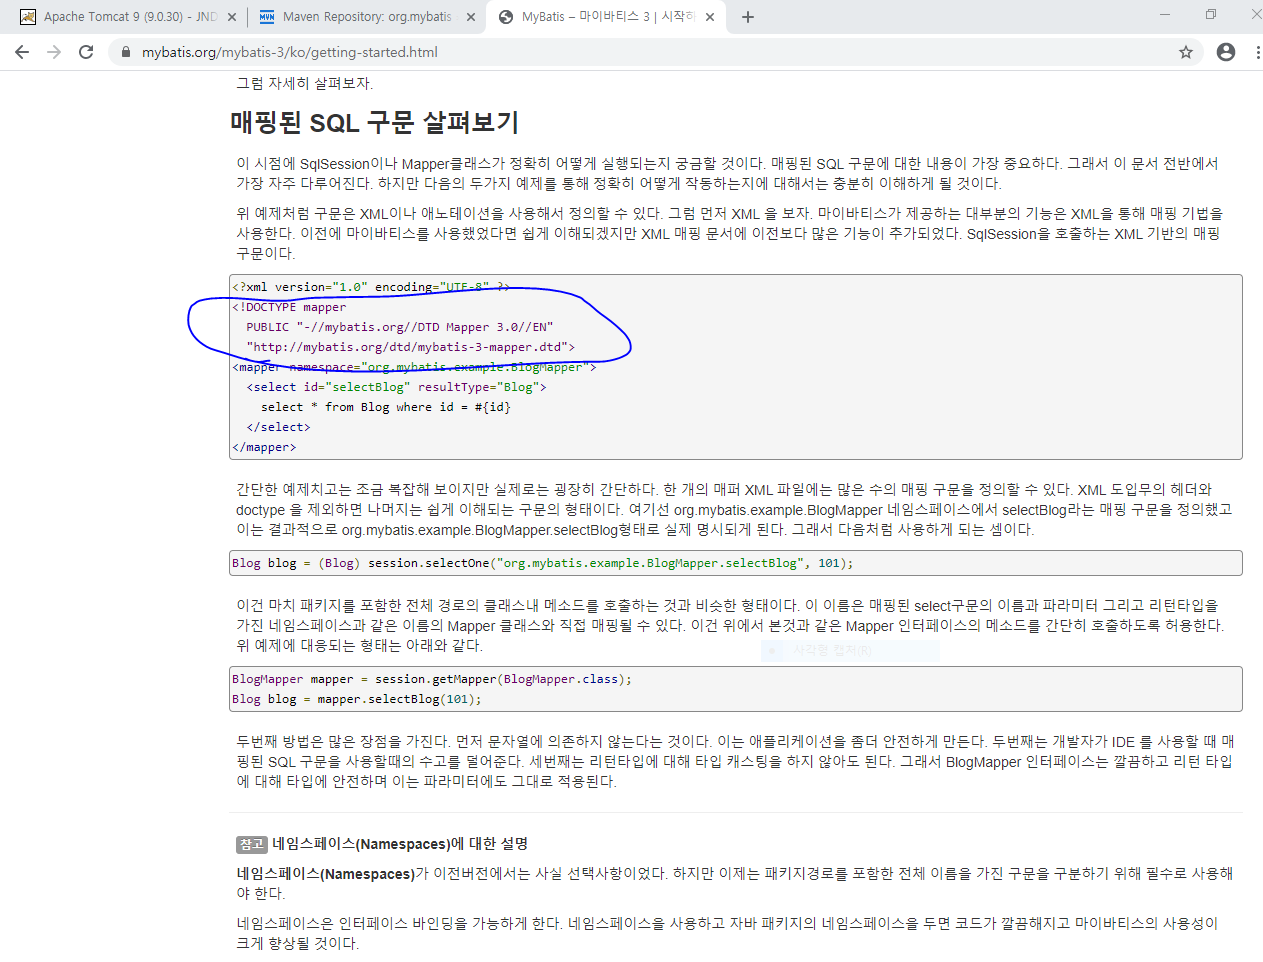 Apache Tomcat 9 (9.0.30) - JND
Maven Repository: org.mybatis
MyBatis – 마이바티스 3 | 시작하
mybatis.org/mybatis-3/ko/getting-started.html
그럼 자세히 살펴보자.
매핑된 SQL 구문 살펴보기
이 시점에 SqlSession이나 Mapper클래스가 정확히 어떻게 실행되는지 궁금할 것이다. 매핑된 SQL 구문에 대한 내용이 가장 중요하다. 그래서 이 문서 전반에서
가장 자주 다루어진다. 하지만 다음의 두가지 예제를 통해 정확히 어떻게 작동하는지에 대해서는 충분히 이해하게 될 것이다.
위 예제처럼 구문은 XML이나 애노테이션을 사용해서 정의할 수 있다. 그럼 먼저 XML 을 보자. 마이바티스가 제공하는 대부분의 기능은 XML을 통해 매핑 기법을
사용한다. 이전에 마이바티스를 사용했었다면 쉽게 이해되겠지만 XML 매핑 문서에 이전보다 많은 기능이 추가되었다. SqlSession을 호출하는 XML 기반의 매핑
구문이다.
<?xml version="1.0" encoding="UTF-8" ?>
<!DOCTYPE mapper
PUBLIC "-//mybatis.org//DTD Mapper 3.0//EN"
"http://mybatis.org/dtd/mybatis-3-mapper.dtd">
<mapper namespace="org.mybatis.example.BlogMapper">
<select id="selectBlog" resultType="Blog">
select * from Blog where id = #{id}
</select>
</mapper>
간단한 예제치고는 조금 복잡해 보이지만 실제로는 굉장히 간단하다. 한 개의 매퍼 XML 파일에는 많은 수의 매핑 구문을 정의할 수 있다. XML 도입무의 헤더와
doctype 을 제외하면 나머지는 쉽게 이해되는 구문의 형태이다. 여기선 org.mybatis.example.BlogMapper 네임스페이스에서 selectBlog라는 매핑 구문을 정의했고
이는 결과적으로 org.mybatis.example.BlogMapper.selectBlog형태로 실제 명시되게 된다. 그래서 다음처럼 사용하게 되는 셈이다.
Blog blog = (Blog) session.selectOne("org.mybatis.example.BlogMapper.selectBlog", 101);
이건 마치 패키지를 포함한 전체 경로의 클래스내 메소드를 호출하는 것과 비슷한 형태이다. 이 이름은 매핑된 select구문의 이름과 파라미터 그리고 리턴타입을
가진 네임스페이스과 같은 이름의 Mapper 클래스와 직접 매핑될 수 있다. 이건 위에서 본것과 같은 Mapper 인터페이스의 메소드를 간단히 호출하도록 허용한다.
위 예제에 대응되는 형태는 아래와 같다.
사각형 캡처(R)
BlogMapper mapper = session.getMapper(BlogMapper.class);
Blog blog = mapper.selectBlog(101);
두번째 방법은 많은 장점을 가진다. 먼저 문자열에 의존하지 않는다는 것이다. 이는 애플리케이션을 좀더 안전하게 만든다. 두번째는 개발자가 IDE 를 사용할 때 매
핑된 SQL 구문을 사용할때의 수고를 덜어준다. 세번째는 리턴타입에 대해 타입 캐스팅을 하지 않아도 된다. 그래서 BlogMapper 인터페이스는 깔끔하고 리턴 타입
에 대해 타입에 안전하며 이는 파라미터에도 그대로 적용된다.
참고 네임스페이스(Namespaces)에 대한 설명
네임스페이스(Namespaces)가 이전버전에서는 사실 선택사항이었다. 하지만 이제는 패키지경로를 포함한 전체 이름을 가진 구문을 구분하기 위해 필수로 사용해
야 한다.
네임스페이스은 인터페이스 바인딩을 가능하게 한다. 네임스페이스을 사용하고 자바 패키지의 네임스페이스을 두면 코드가 깔끔해지고 마이바티스의 사용성이
크게 향상될 것이다.